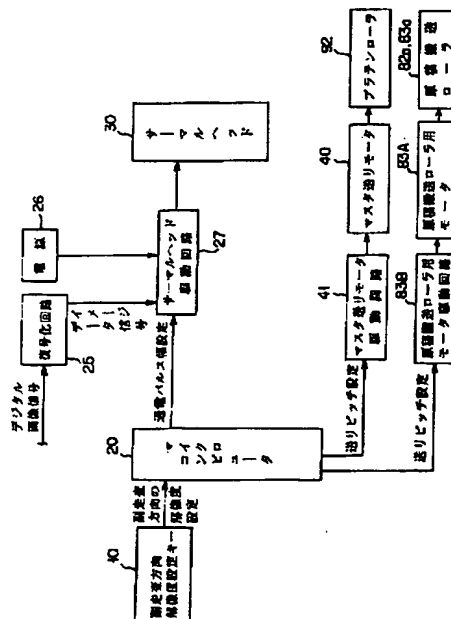 デジタル
画像信号
復号化回路
25
電源
26
データ
イメージ
信号
通電パルス幅設定
サーマルヘッド
駆動回路
27
サーマルヘッド
30
副走査方向
解像度設定キー
10
副走査
方向の
解像度
設定
マイクロ
コンピュータ
20
送りピッチ設定
マスタ送りモータ
駆動回路
41
マスタ送りモータ
40
プラテンローラ
92
送りピッチ設定
原稿搬送ローラ用
モータ駆動回路
83B
原稿搬送ローラ用
モータ
83A
原稿搬送
ローラ
82a,83a